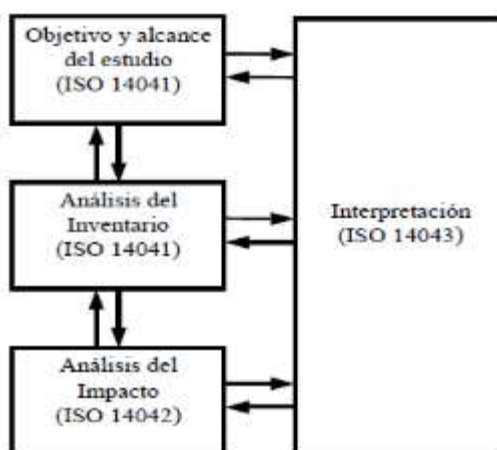 Objetivo y alcance
del estudio
(ISO 14041)
Análisis del
Inventario
(ISO 14041)
Interpretación
(ISO 14043)
Análisis del
Impacto
(ISO 14042)